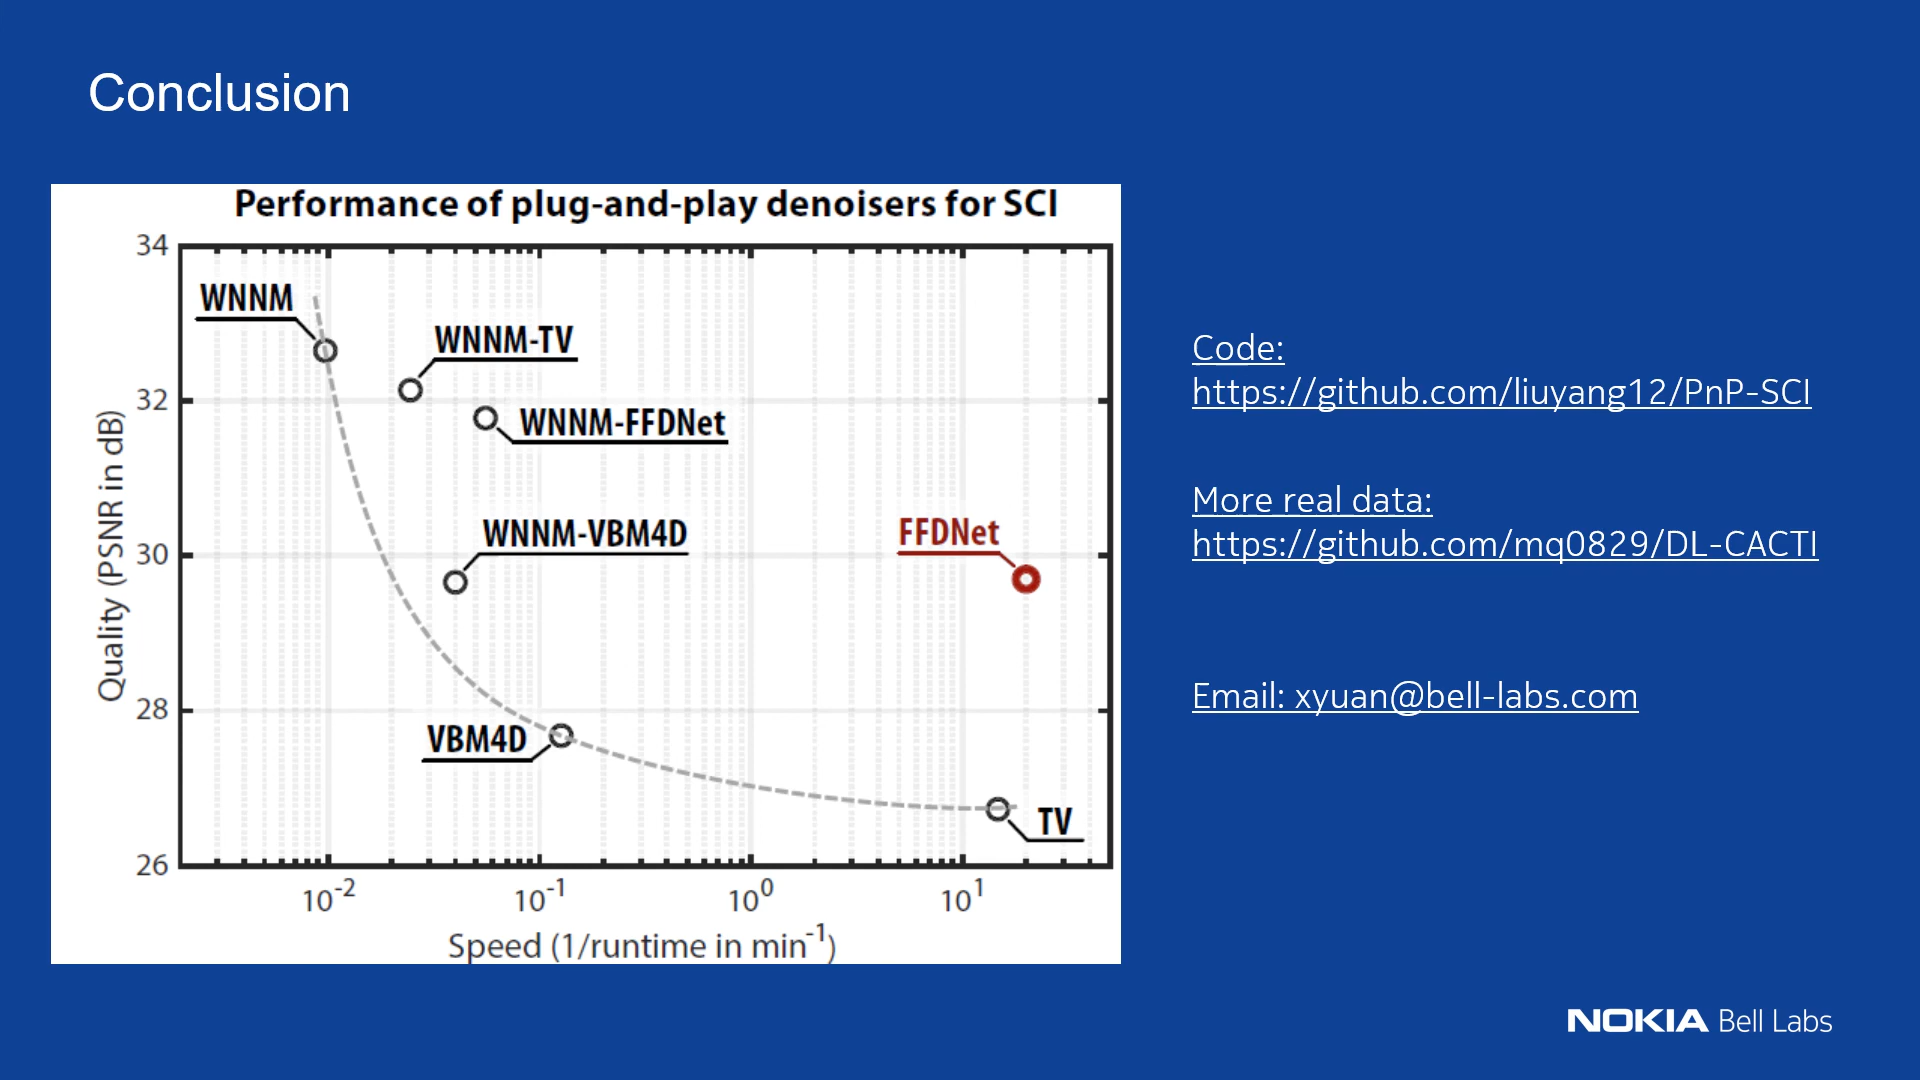 Conclusion
Performance of plug-and-play denoisers for SCI
34
32
30
28
26
Quality (PSNR in dB)
WNNM
WNNM-TV
WNNM-FFDNet
WNNM-VBM4D
FFDNet
VBM4D
TV
10⁻² 10⁻¹ 10⁰ 10¹
Speed (1/runtime in min⁻¹)
Code:
https://github.com/liuyang12/PnP-SCI
More real data:
https://github.com/mq0829/DL-CACTI
Email: xyuan@bell-labs.com
NOKIA Bell Labs